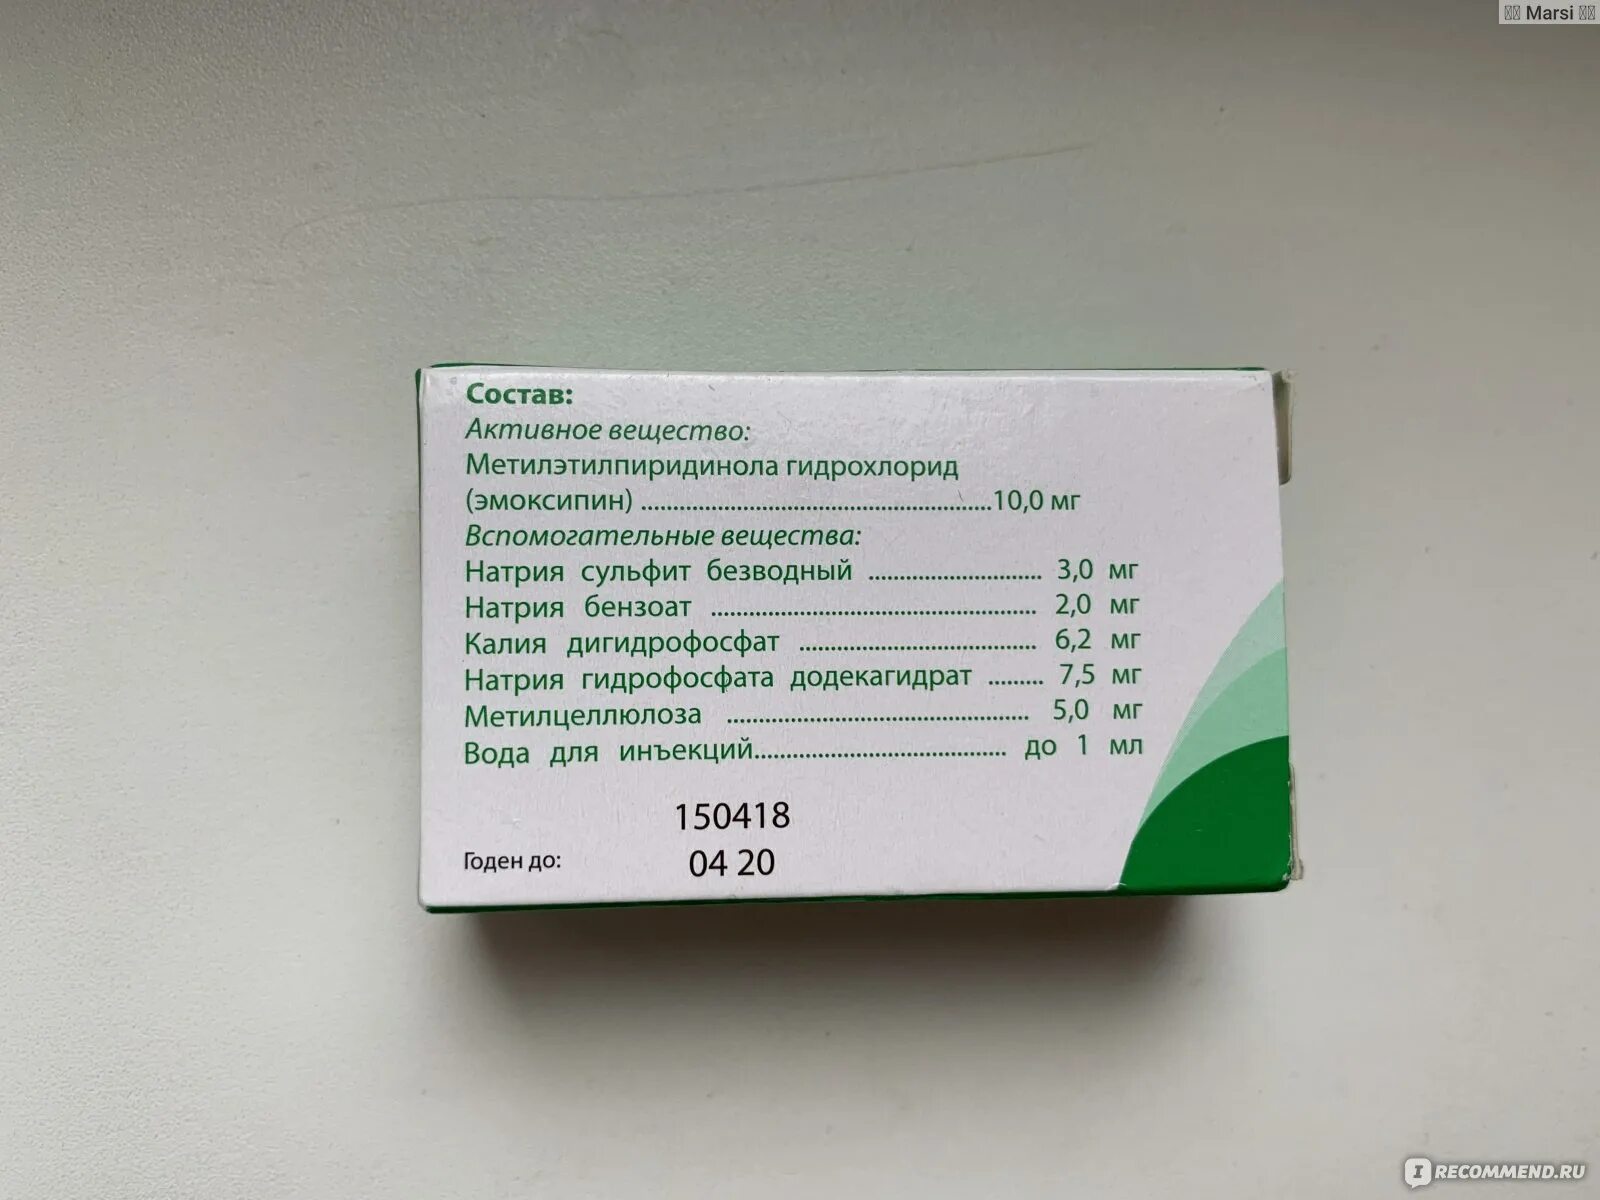 Marsi
Состав:
Активное вещество:
Метилэтилпиридинола гидрохлорид
(эмоксипин) ............................................10,0 мг
Вспомогательные вещества:
Натрия сульфит безводный ...................... 3,0 мг
Натрия бензоат ......................................... 2,0 мг
Калия дигидрофосфат .............................. 6,2 мг
Натрия гидрофосфата додекагидрат ....... 7,5 мг
Метилцеллюлоза ...................................... 5,0 мг
Вода для инъекций................................ до 1 мл
150418
Годен до: 04 20
IRECOMMEND.RU